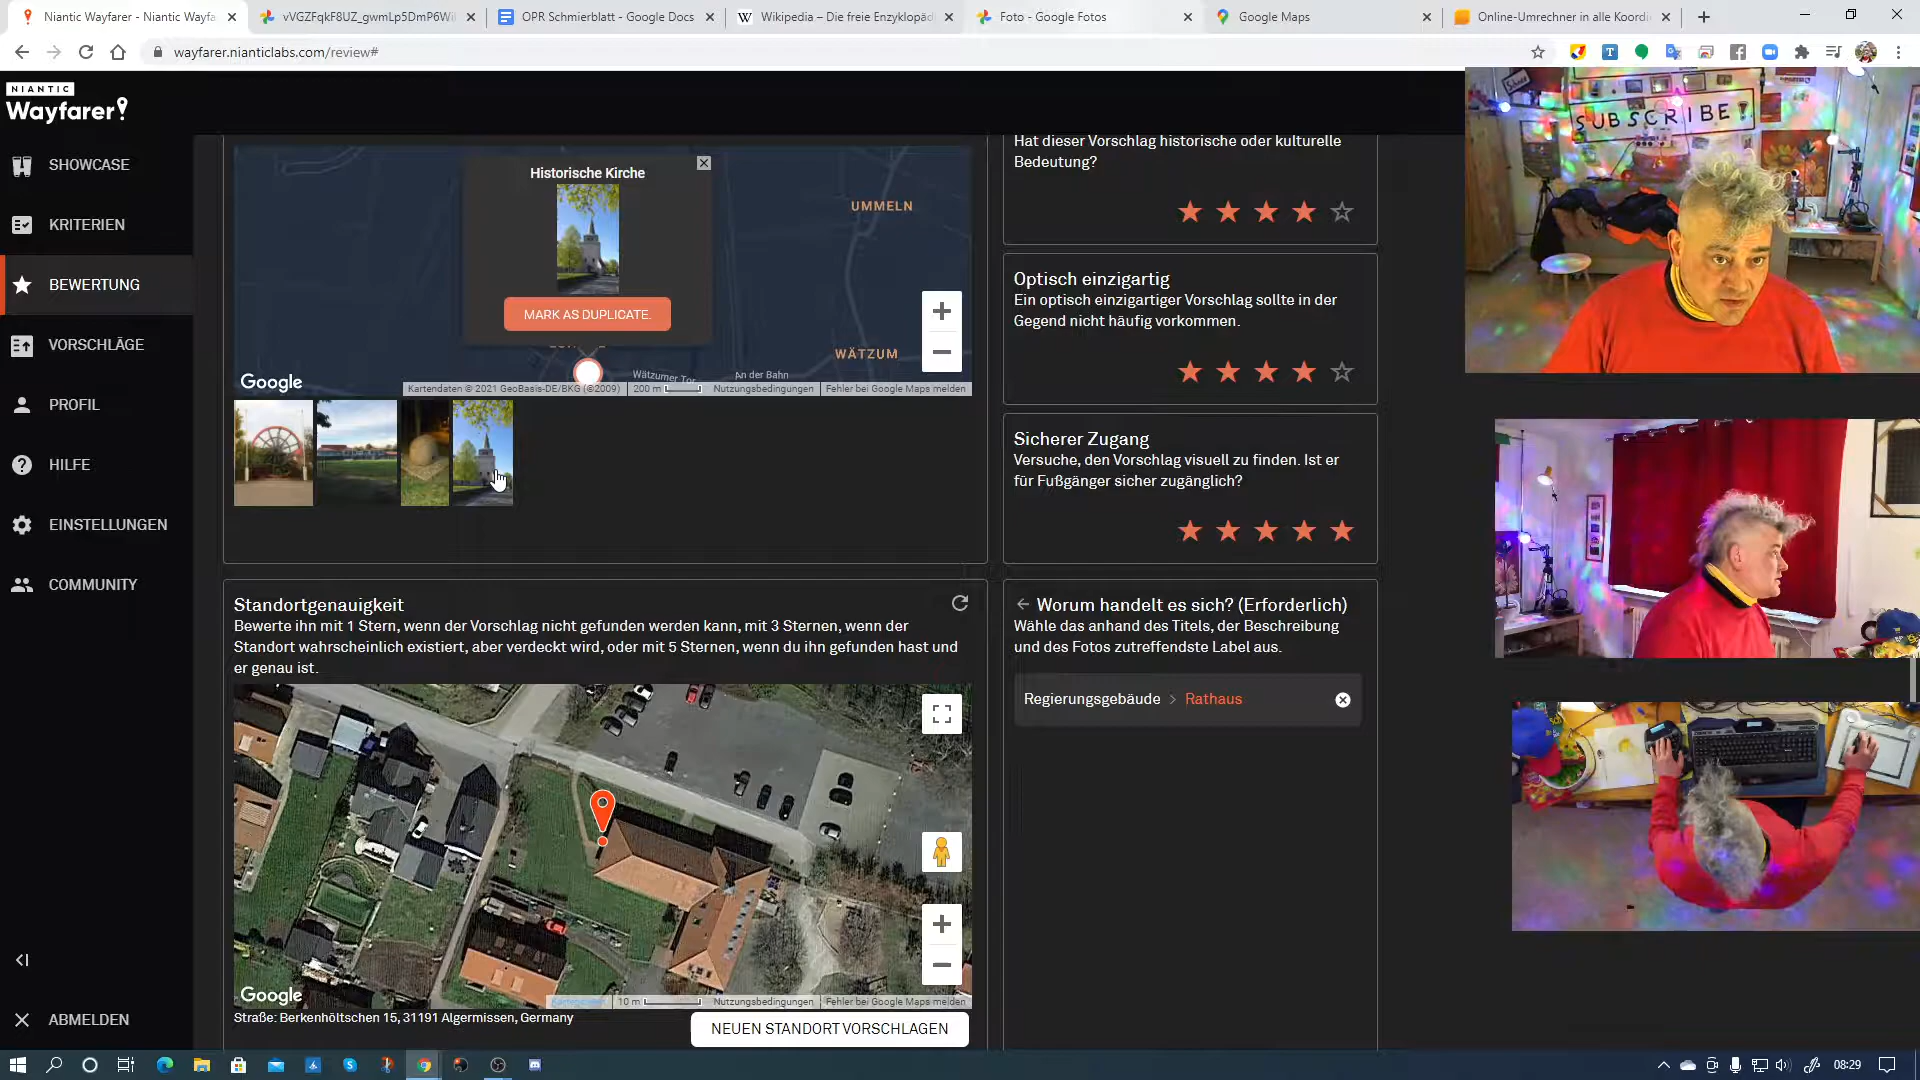 Niantic Wayfarer - Niantic Wayfa
vVGZFqkF8UZ_gwmLp5DmP6Wi
OPR Schmierblatt - Google Docs
Wikipedia – Die freie Enzyklopäd
Foto - Google Fotos
Google Maps
Online-Umrechner in alle Koordi
wayfarer.nianticlabs.com/review#
NIANTIC
Wayfarer
SHOWCASE
KRITERIEN
BEWERTUNG
VORSCHLÄGE
PROFIL
HILFE
EINSTELLUNGEN
COMMUNITY
ABMELDEN
Historische Kirche
MARK AS DUPLICATE.
UMMELN
WÄTZUM
Wätzumer Tor
An der Bahn
Google
Kartendaten © 2021 GeoBasis-DE/BKG (©2009)
200 m
Nutzungsbedingungen
Fehler bei Google Maps melden
Standortgenauigkeit
Bewerte ihn mit 1 Stern, wenn der Vorschlag nicht gefunden werden kann, mit 3 Sternen, wenn der
Standort wahrscheinlich existiert, aber verdeckt wird, oder mit 5 Sternen, wenn du ihn gefunden hast und
er genau ist.
Google
10 m
Nutzungsbedingungen
Fehler bei Google Maps melden
Straße: Berkenhöltschen 15, 31191 Algermissen, Germany
NEUEN STANDORT VORSCHLAGEN
Hat dieser Vorschlag historische oder kulturelle
Bedeutung?
Optisch einzigartig
Ein optisch einzigartiger Vorschlag sollte in der
Gegend nicht häufig vorkommen.
Sicherer Zugang
Versuche, den Vorschlag visuell zu finden. Ist er
für Fußgänger sicher zugänglich?
Worum handelt es sich? (Erforderlich)
Wähle das anhand des Titels, der Beschreibung
und des Fotos zutreffendste Label aus.
Regierungsgebäude > Rathaus
SUBSCRIBE!
08:29